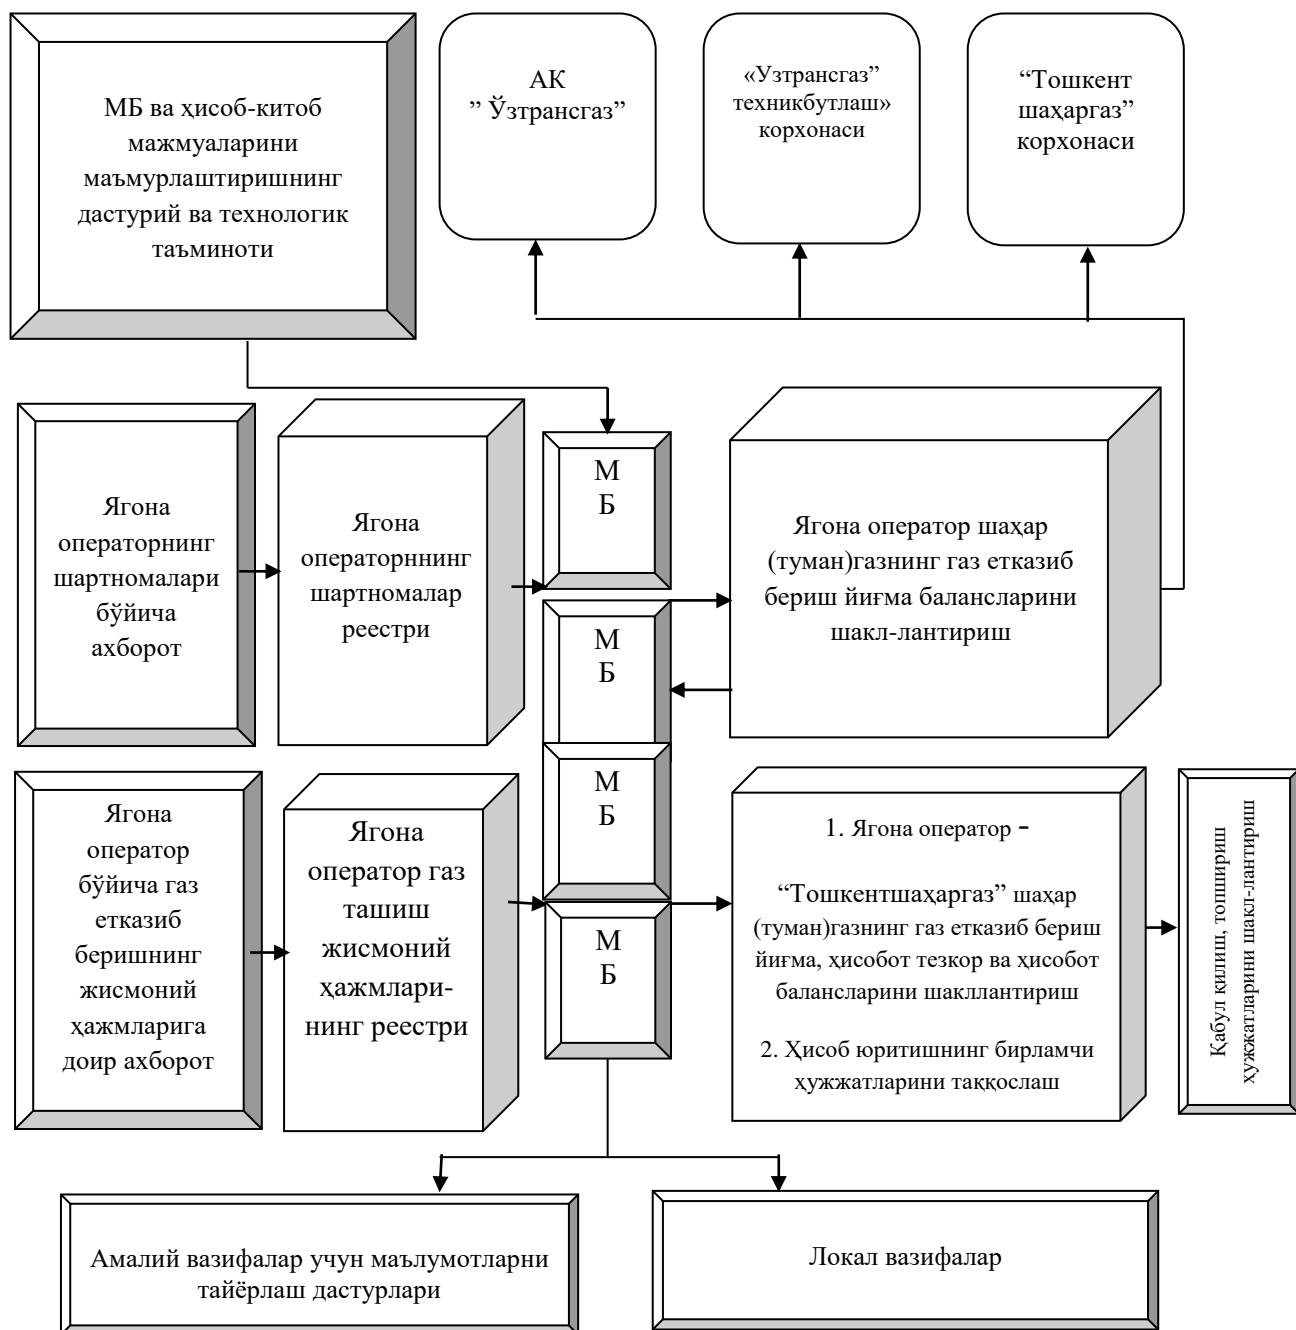 МБ ва ҳисоб-китоб
мажмуаларини
маъмурлаштиришнинг
дастурий ва технологик
таъминоти
АК
” Ўзтрансгаз”
«Узтрансгаз”
техникбутлаш»
корхонаси
“Тошкент
шаҳаргаз”
корхонаси
Ягона
операторнинг
шартномалари
бўйича
ахборот
Ягона
операторннинг
шартномалар
реестри
М
Б
М
Б
Ягона оператор шаҳар
(туман)газнинг газ етказиб
бериш йиғма балансларини
шакл-лантириш
Ягона
оператор
бўйича газ
етказиб
беришнинг
жисмоний
ҳажмларига
доир ахборот
Ягона
оператор газ
ташиш
жисмоний
ҳажмлари-
нинг реестри
М
Б
М
Б
1. Ягона оператор –
“Тошкентшаҳаргаз” шаҳар
(туман)газнинг газ етказиб бериш
йиғма, ҳисобот тезкор ва ҳисобот
балансларини шакллантириш
2. Ҳисоб юритишнинг бирламчи
ҳужжатларини таққослаш
Қабул қилиш, топшириш
ҳужжатларини шакл-лантириш
Амалий вазифалар учун маълумотларни
тайёрлаш дастурлари
Локал вазифалар